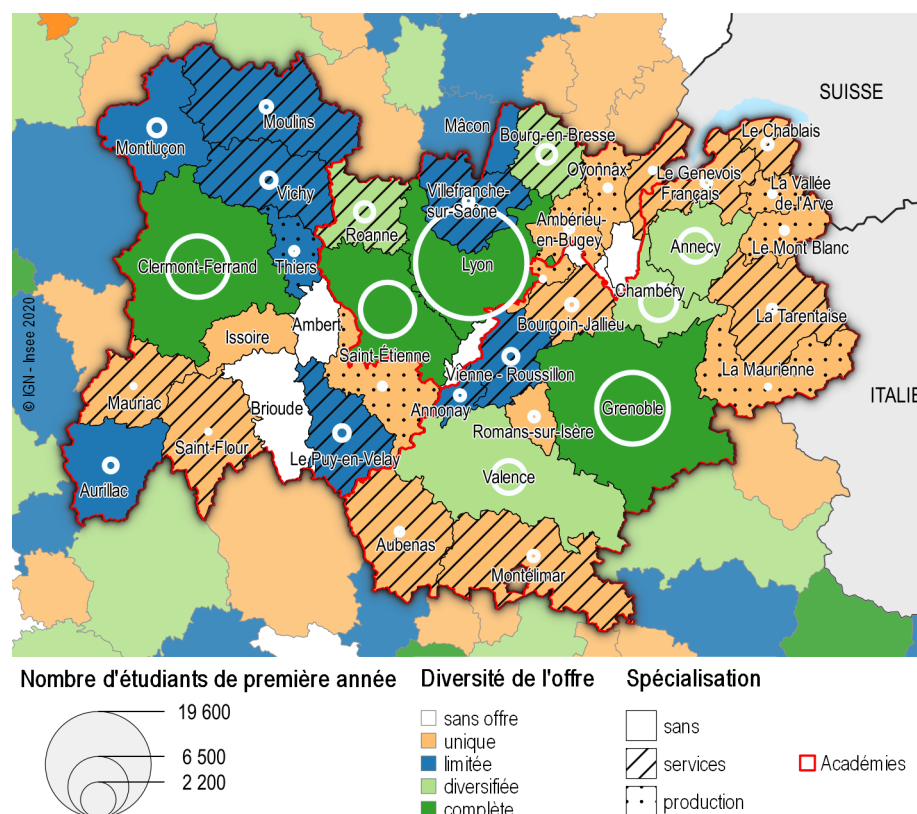 SUISSE
Mâcon
Moulins
Montluçon
Bourg-en-Bresse
Le Chablais
Oyonnax
Le Genevois
Français
La Vallée
de l'Arve
Vichy
Villefranche-
sur-Saône
Roanne
Ambérieu-
en-Bugey
Annecy
Le Mont Blanc
Clermont-Ferrand
Thiers
Lyon
Chambéry
La Tarentaise
© IGN - Insee 2020
Issoire
Ambert
Bourgoin-Jallieu
Saint-Étienne
Vienne - Roussillon
La Maurienne
ITALIE
Mauriac
Brioude
Annonay
Grenoble
Saint-Flour
Romans-sur-Isère
Le Puy-en-Velay
Aurillac
Valence
Aubenas
Montélimar
Nombre d'étudiants de première année
19 600
6 500
2 200
Diversité de l'offre
sans offre
unique
limitée
diversifiée
complète
Spécialisation
sans
services
production
Académies